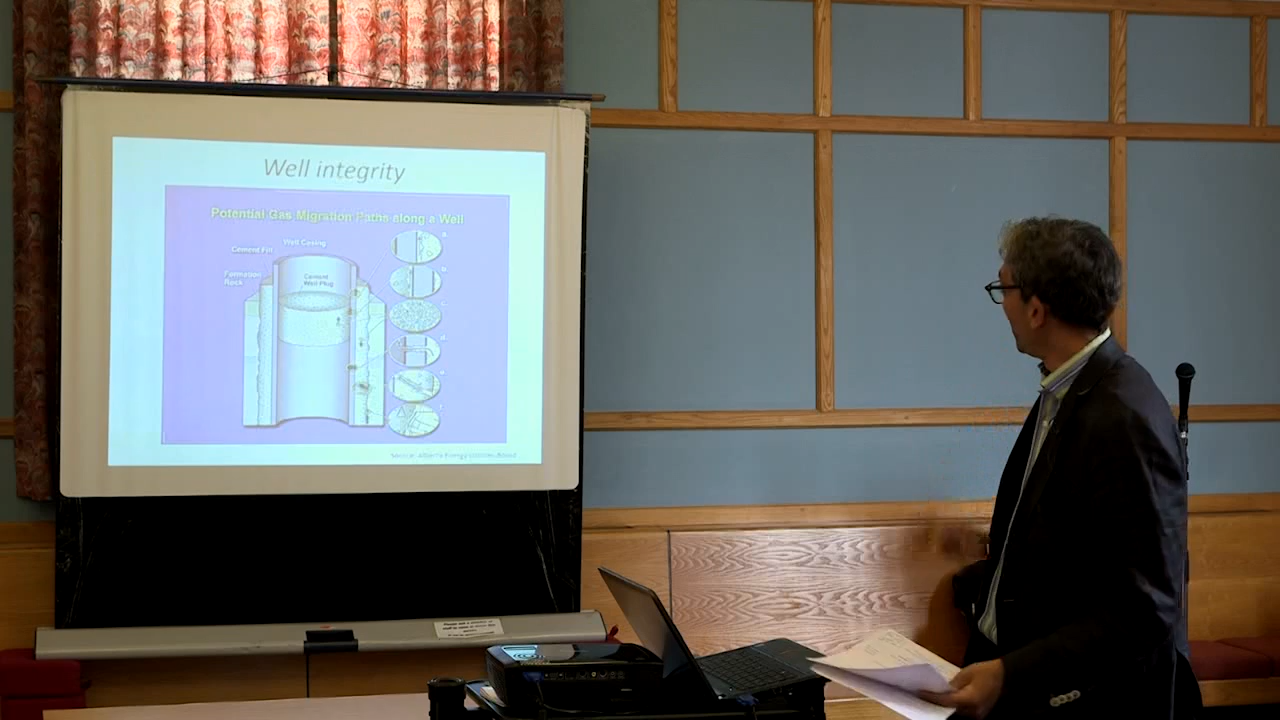 Well integrity
Potential Gas Migration Paths along a Well
Well Casing
Cement Fill
Formation
Rock
Cement
Well Plug
a.
b.
c.
d.
e.
f.
Source: Alberta Energy Utilities Board